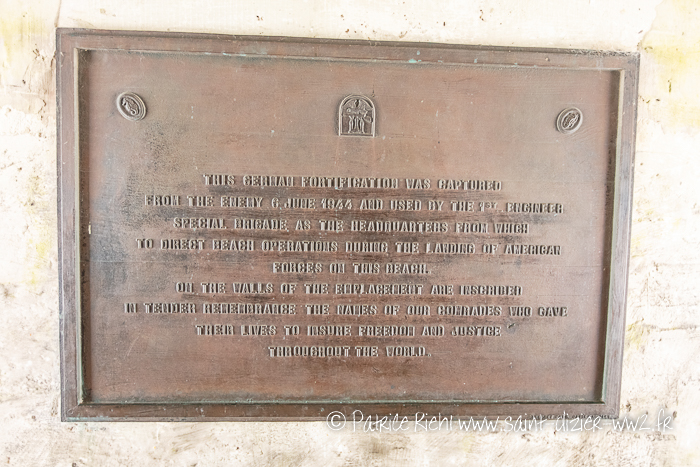 THIS GERMAN FORTIFICATION WAS CAPTURED
FROM THE ENEMY 6, JUNE 1944 AND USED BY THE 1ST. ENGINEER
SPECIAL BRIGADE, AS THE HEADQUARTERS FROM WHICH
TO DIRECT BEACH OPERATIONS DURING THE LANDING OF AMERICAN
FORCES ON THIS BEACH.
ON THE WALLS OF THE EMPLACEMENT ARE INSCRIBED
IN TENDER REMEMBRANCE THE NAMES OF OUR COMRADES WHO GAVE
THEIR LIVES TO INSURE FREEDOM AND JUSTICE
THROUGHOUT THE WORLD.
© Patrice Richl www.saint-dizier-ww2.fr